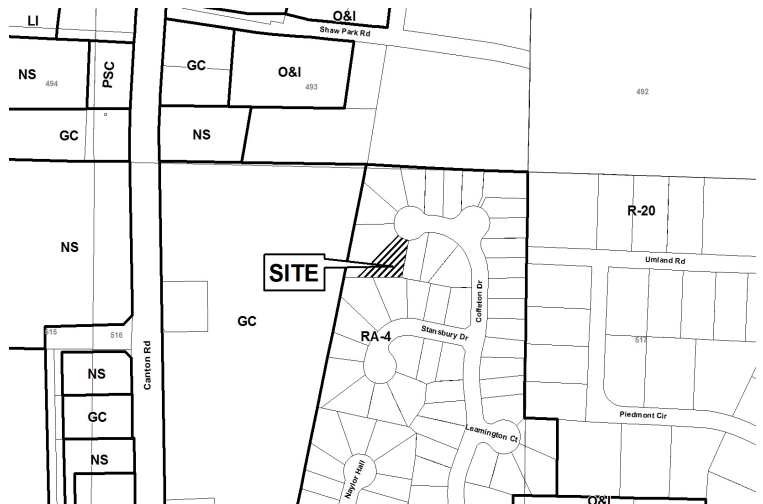 LI
O&I
Shaw Park Rd
NS
494
PSC
GC
O&I
493
492
GC
NS
R-20
NS
Umland Rd
SITE
Coffeton Dr
GC
515
516
RA-4
Stansbury Dr
517
Canton Rd
NS
GC
Piedmont Cir
Leamington Ct
NS
Naylor Hall
O&I